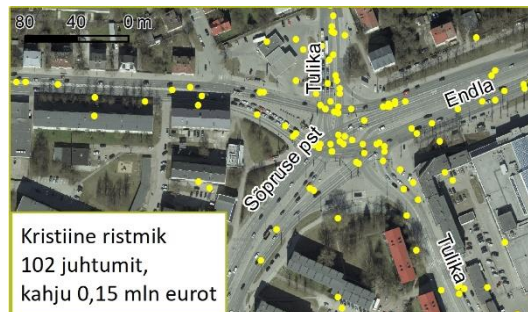 80 40 0 m
Tulika
Endla
Sõpruse pst
Tulika
Kristiine ristmik
102 juhtumit,
kahju 0,15 mln eurot